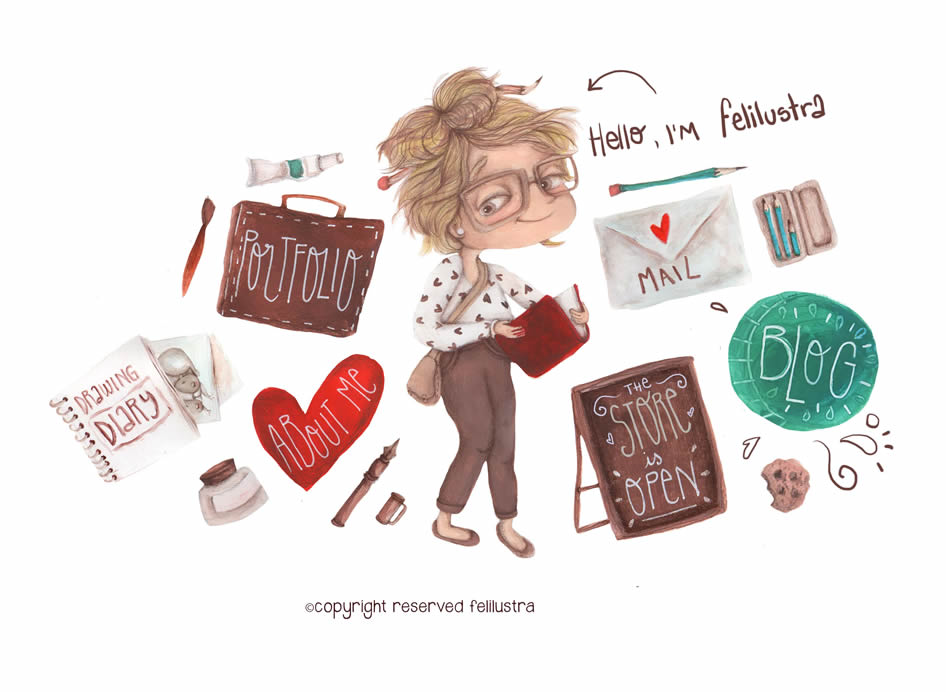 Hello, I'M felilustra
PORTFOLIO
MAIL
BLOG
DRAWING
DIARY
ABOUT ME
THE
STORE
is
OPEN
©copyright reserved felilustra